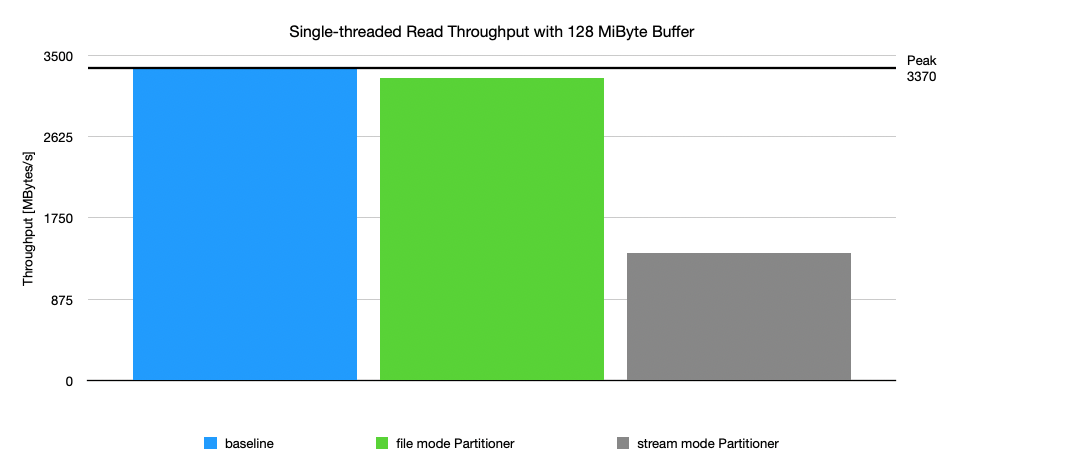 Single-threaded Read Throughput with 128 MiByte Buffer
3500
Peak
3370
2625
1750
875
0
Throughput [MBytes/s]
baseline
file mode Partitioner
stream mode Partitioner